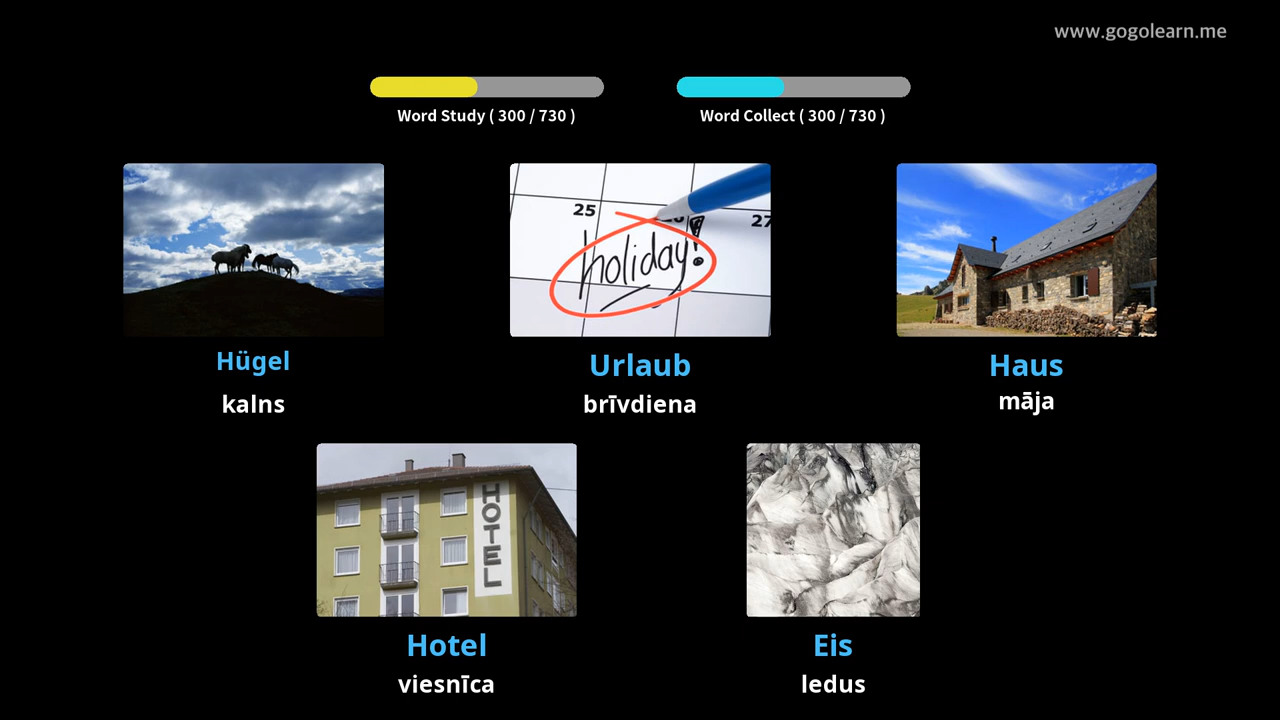 www.gogolearn.me
Word Study ( 300 / 730 )
Word Collect ( 300 / 730 )
25
27
holiday!
Hügel
Urlaub
Haus
kalns
brīvdiena
māja
HOTEL
Hotel
Eis
viesnīca
ledus